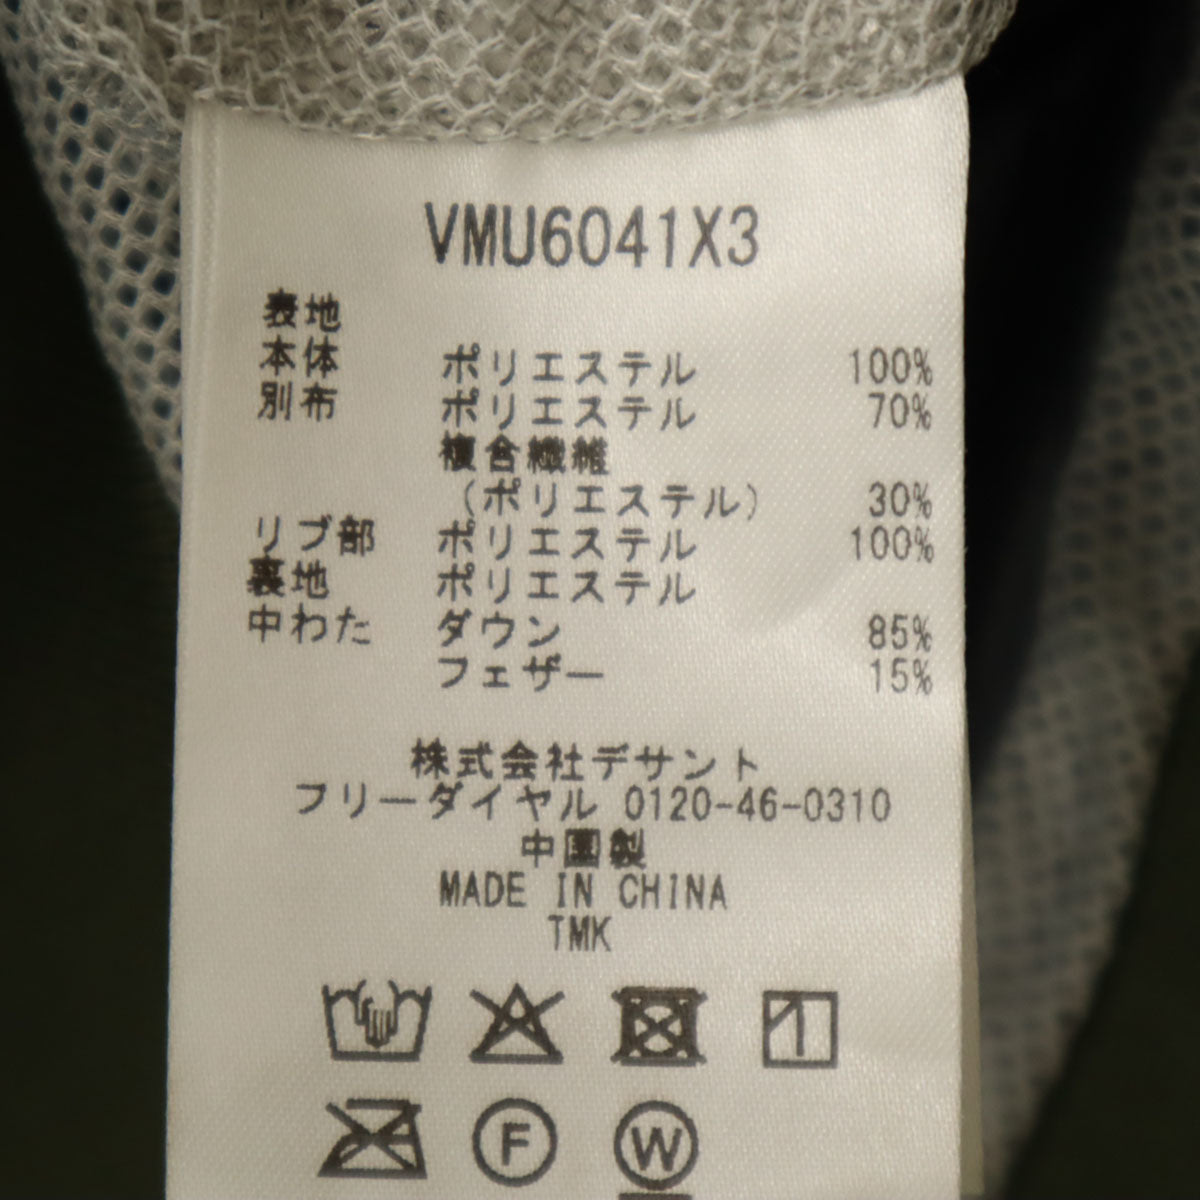 VMU6041X3
表地
本体 ポリエステル 100%
別布 ポリエステル 70%
複合繊維
(ポリエステル) 30%
リブ部 ポリエステル 100%
裏地 ポリエステル
中わた ダウン 85%
フェザー 15%
株式会社デサント
フリーダイヤル 0120-46-0310
中国製
MADE IN CHINA
TMK
F W